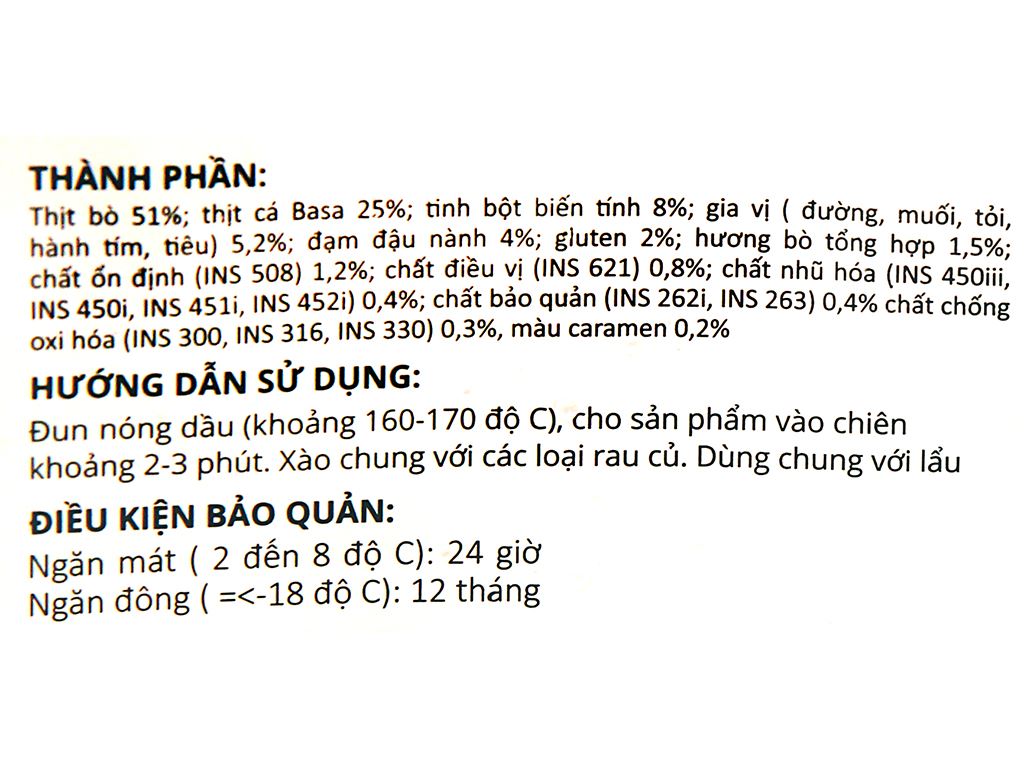 THÀNH PHẦN:
Thịt bò 51%; thịt cá Basa 25%; tinh bột biến tính 8%; gia vị ( đường, muối, tỏi,
hành tím, tiêu) 5,2%; đạm đậu nành 4%; gluten 2%; hương bò tổng hợp 1,5%;
chất ổn định (INS 508) 1,2%; chất điều vị (INS 621) 0,8%; chất nhũ hóa (INS 450iii,
INS 450i, INS 451i, INS 452i) 0,4%; chất bảo quản (INS 262i, INS 263) 0,4% chất chống
oxi hóa (INS 300, INS 316, INS 330) 0,3%, màu caramen 0,2%
HƯỚNG DẪN SỬ DỤNG:
Đun nóng dầu (khoảng 160-170 độ C), cho sản phẩm vào chiên
khoảng 2-3 phút. Xào chung với các loại rau củ. Dùng chung với lẩu
ĐIỀU KIỆN BẢO QUẢN:
Ngăn mát ( 2 đến 8 độ C): 24 giờ
Ngăn đông ( =<-18 độ C): 12 tháng